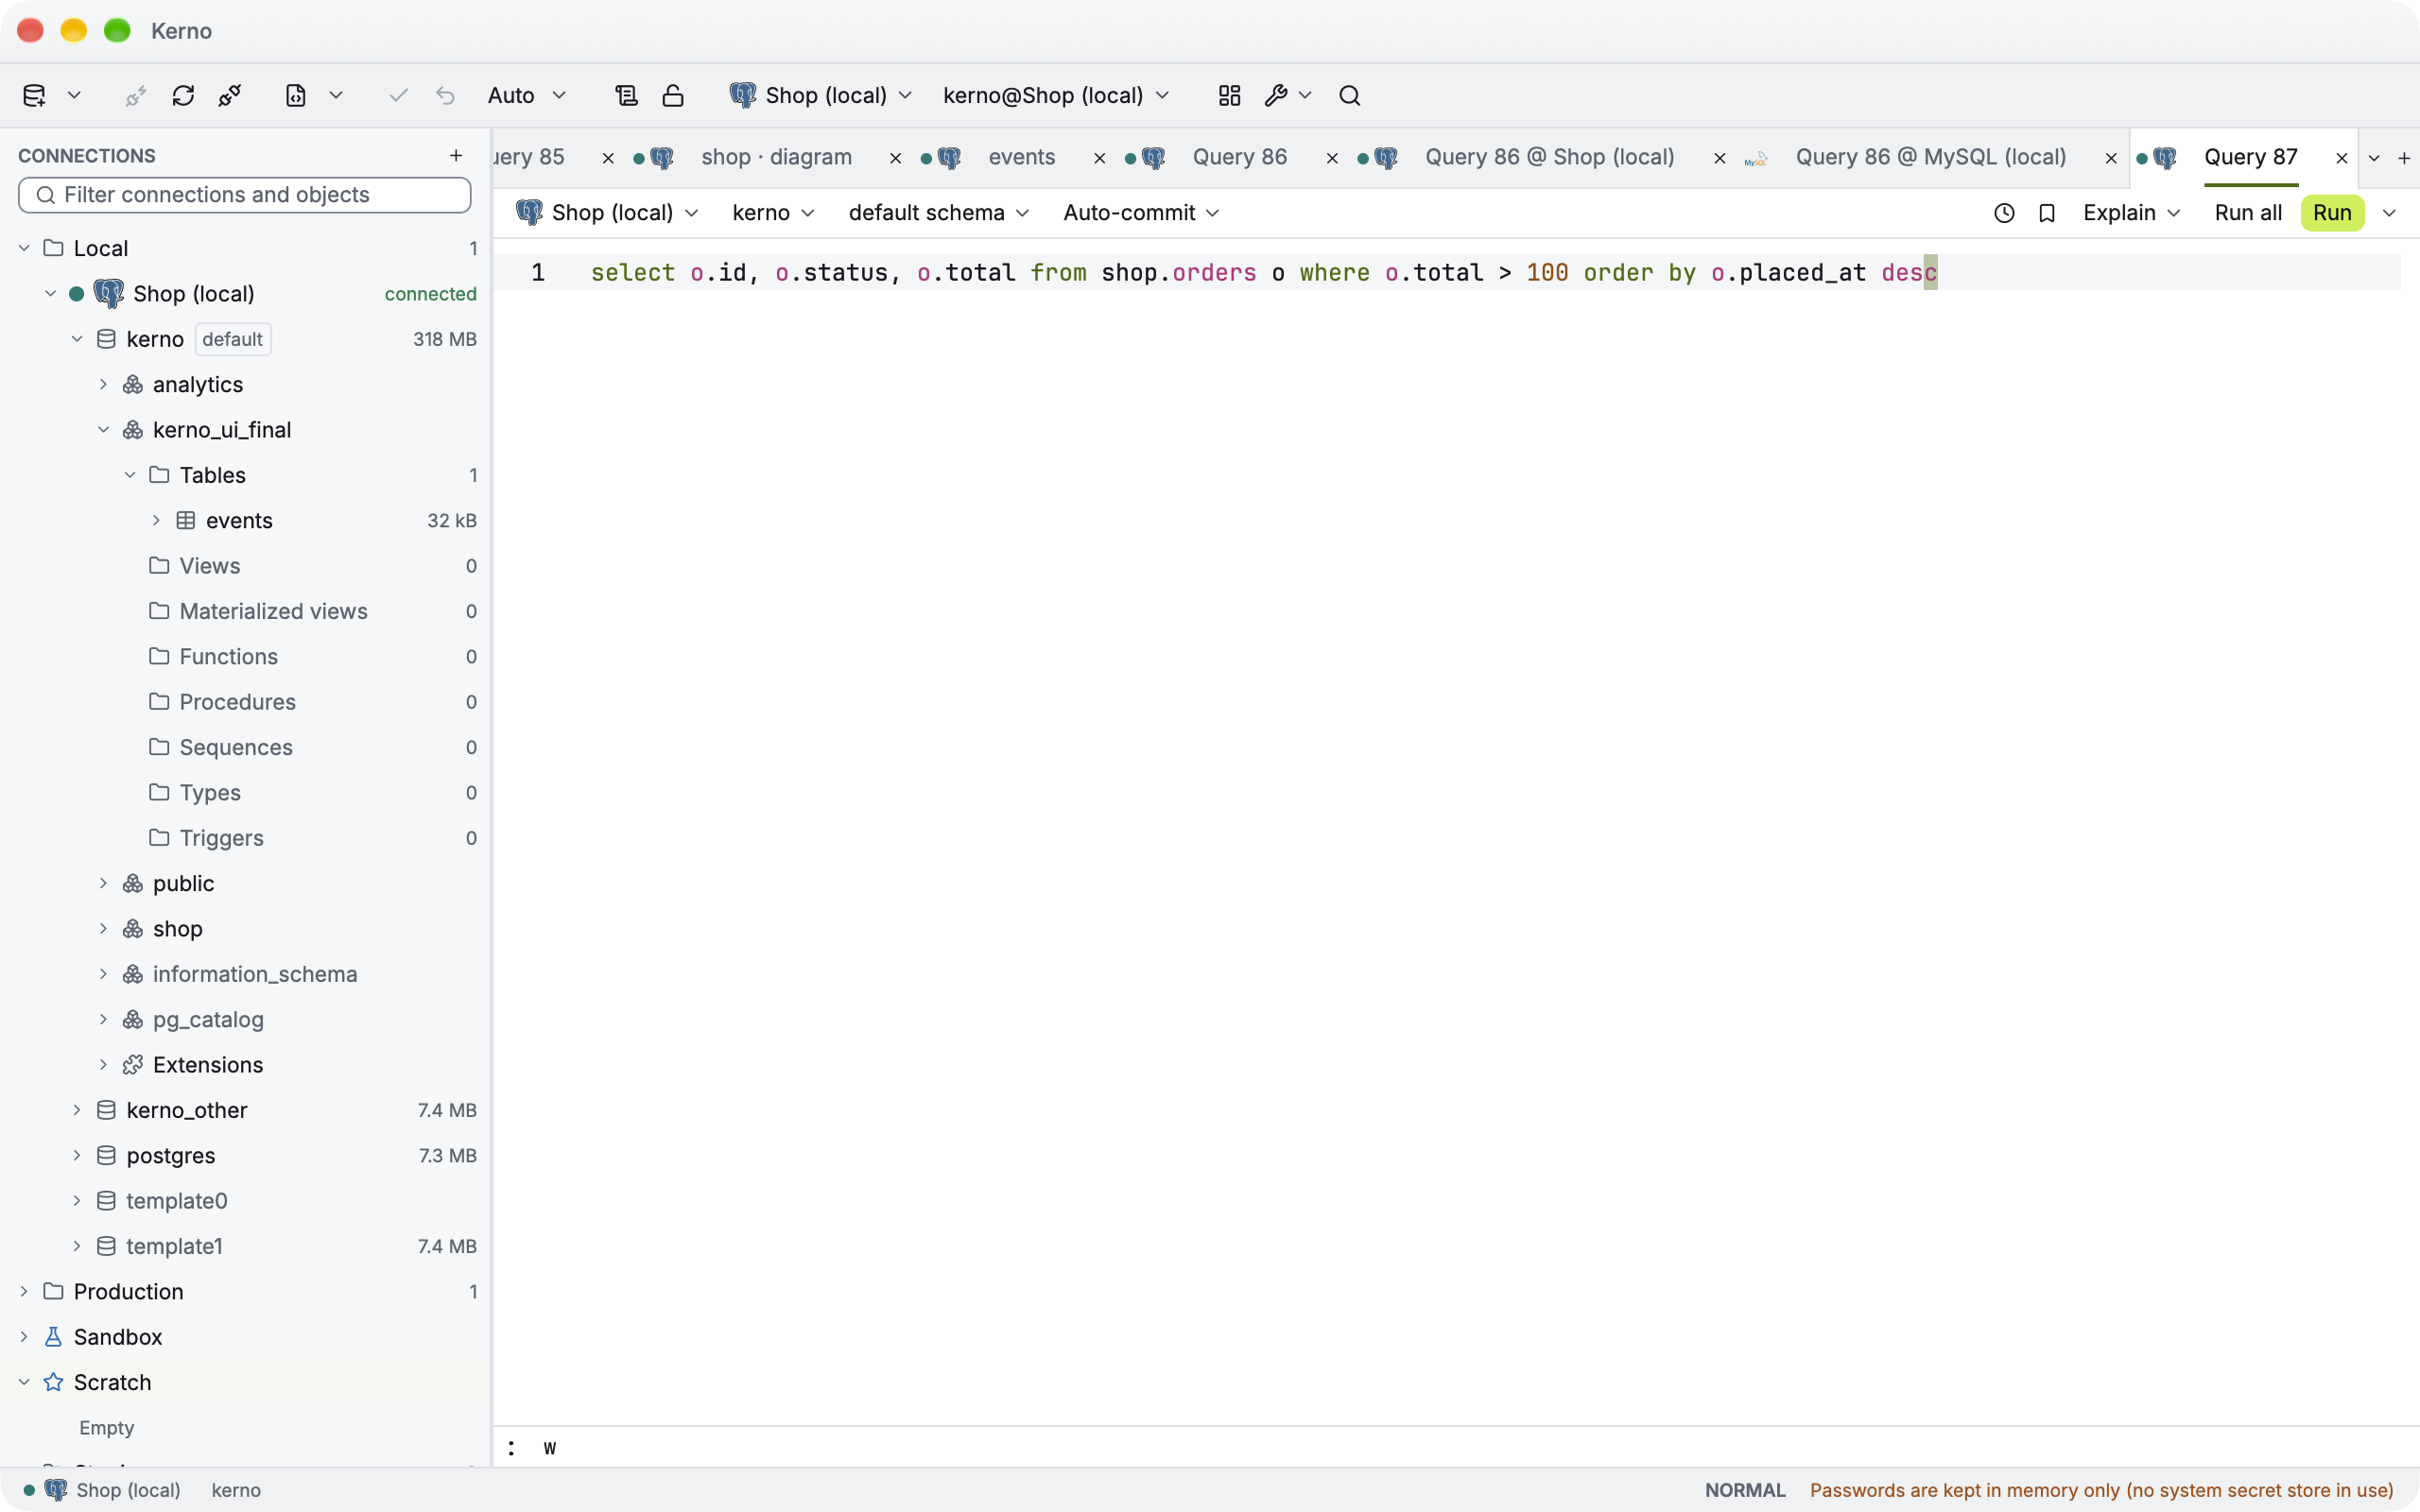 Kerno
Auto
Shop (local)
kerno@Shop (local)
CONNECTIONS
Filter connections and objects
Local 1
Shop (local) connected
kerno default 318 MB
analytics
kerno_ui_final
Tables 1
events 32 kB
Views 0
Materialized views 0
Functions 0
Procedures 0
Sequences 0
Types 0
Triggers 0
public
shop
information_schema
pg_catalog
Extensions
kerno_other 7.4 MB
postgres 7.3 MB
template0
template1 7.4 MB
Production 1
Sandbox
Scratch
Empty
uery 85
shop · diagram
events
Query 86
Query 86 @ Shop (local)
MySQL
Query 86 @ MySQL (local)
Query 87
Shop (local) kerno default schema Auto-commit Explain Run all Run
1 select o.id, o.status, o.total from shop.orders o where o.total > 100 order by o.placed_at desc
: w
Shop (local) kerno NORMAL Passwords are kept in memory only (no system secret store in use)